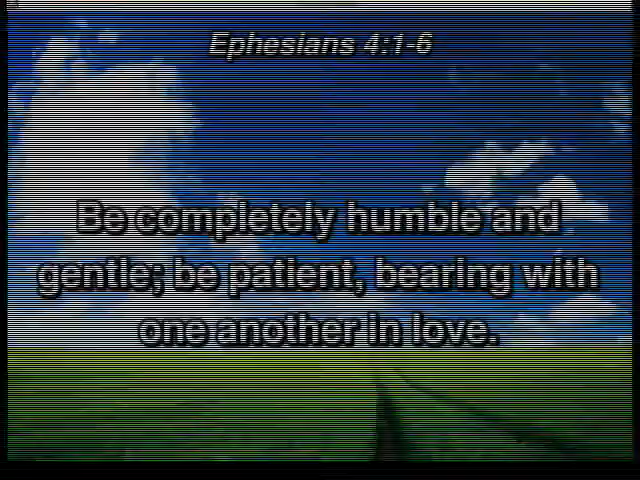 Ephesians 4:1-6
Be completely humble and
gentle; be patient, bearing with
one another in love.